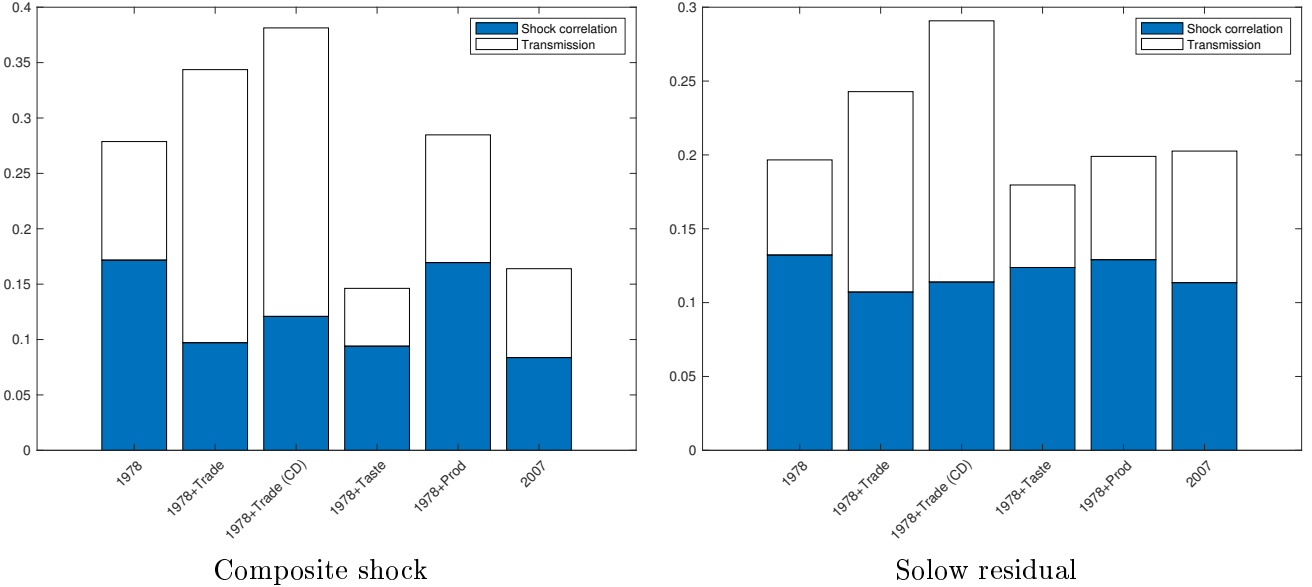 0.4
0.35
0.3
0.25
0.2
0.15
0.1
0.05
0
Shock correlation
Transmission
1978
1978+Trade
1978+Trade (CD)
1978+Taste
1978+Prod
2007
Composite shock
0.3
0.25
0.2
0.15
0.1
0.05
0
Shock correlation
Transmission
1978
1978+Trade
1978+Trade (CD)
1978+Taste
1978+Prod
2007
Solow residual